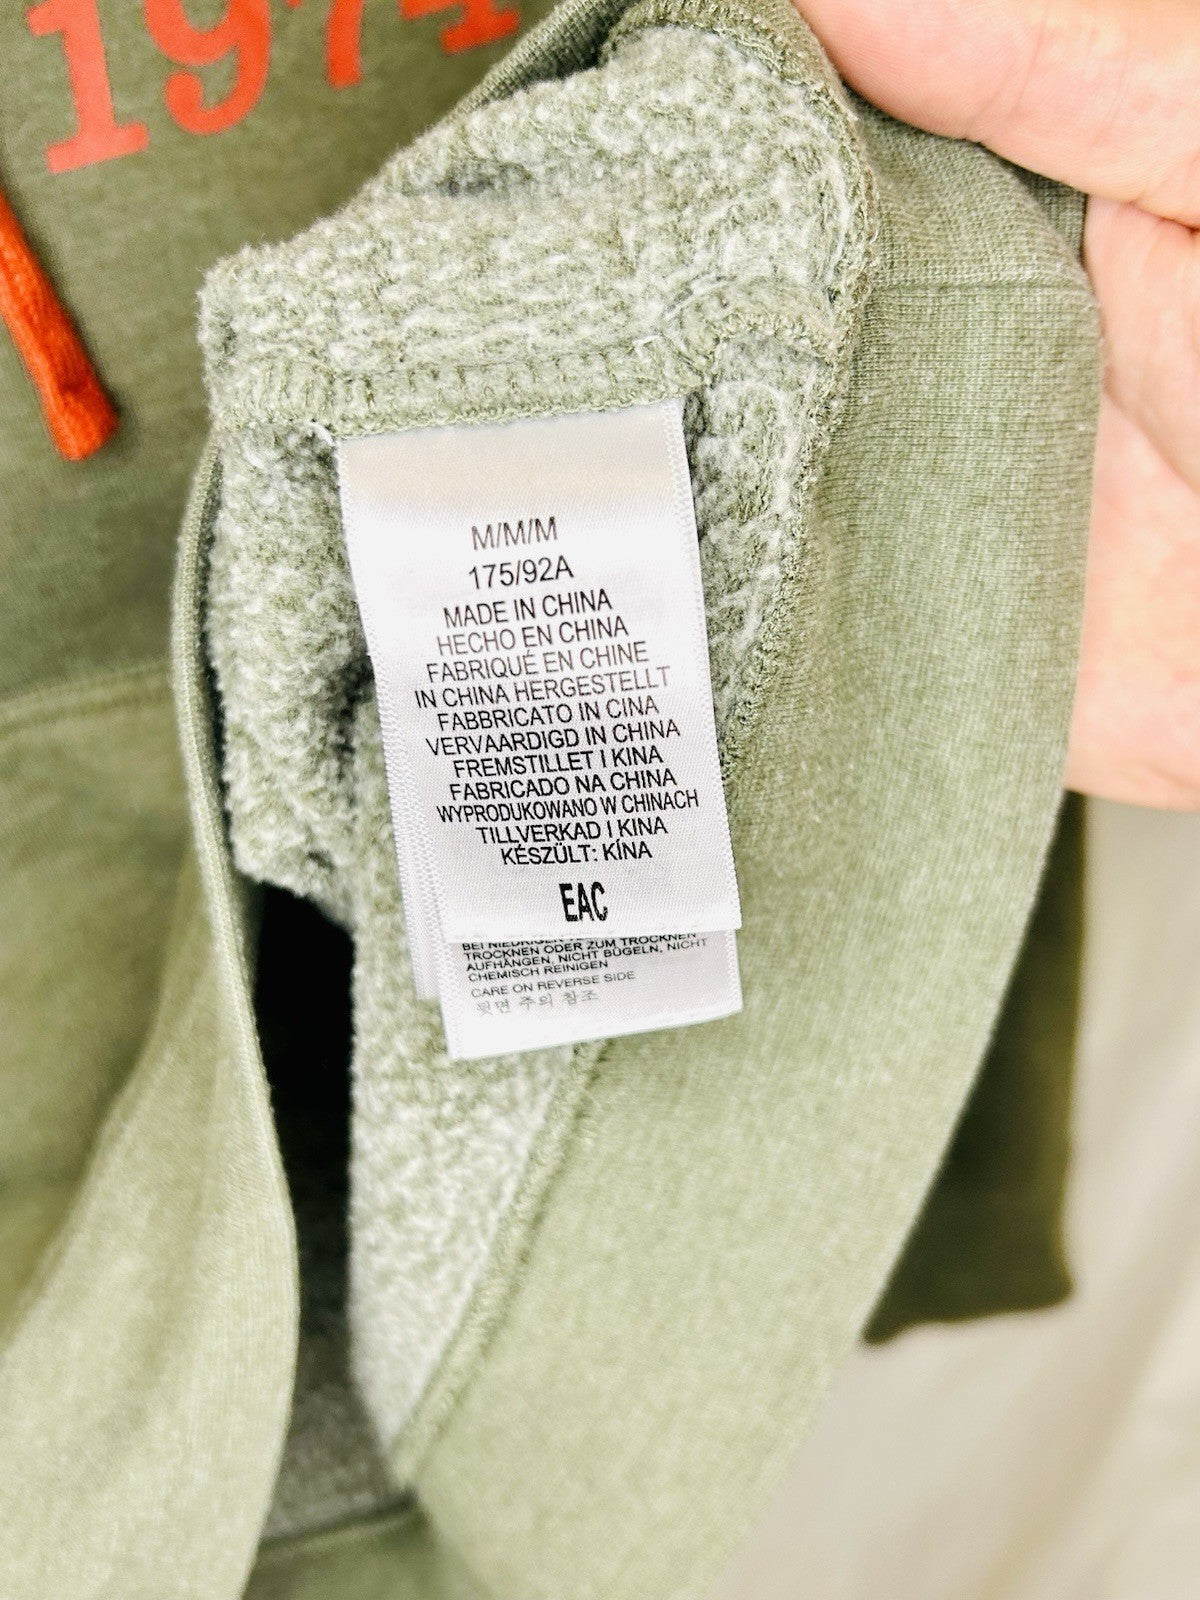 1974
M/M/M
175/92A
MADE IN CHINA
HECHO EN CHINA
FABRIQUÉ EN CHINE
IN CHINA HERGESTELLT
FABBRICATO IN CINA
VERVAARDIGD IN CHINA
FREMSTILLET I KINA
FABRICADO NA CHINA
WYPRODUKOWANO W CHINACH
TILLVERKAD I KINA
KÉSZÜLT: KÍNA
EAC
TROCKNEN ODER ZUM TROCKNEN
AUFHÄNGEN, NICHT BÜGELN, NICHT
CHEMISCH REINIGEN
CARE ON REVERSE SIDE
뒷면 주의 참조